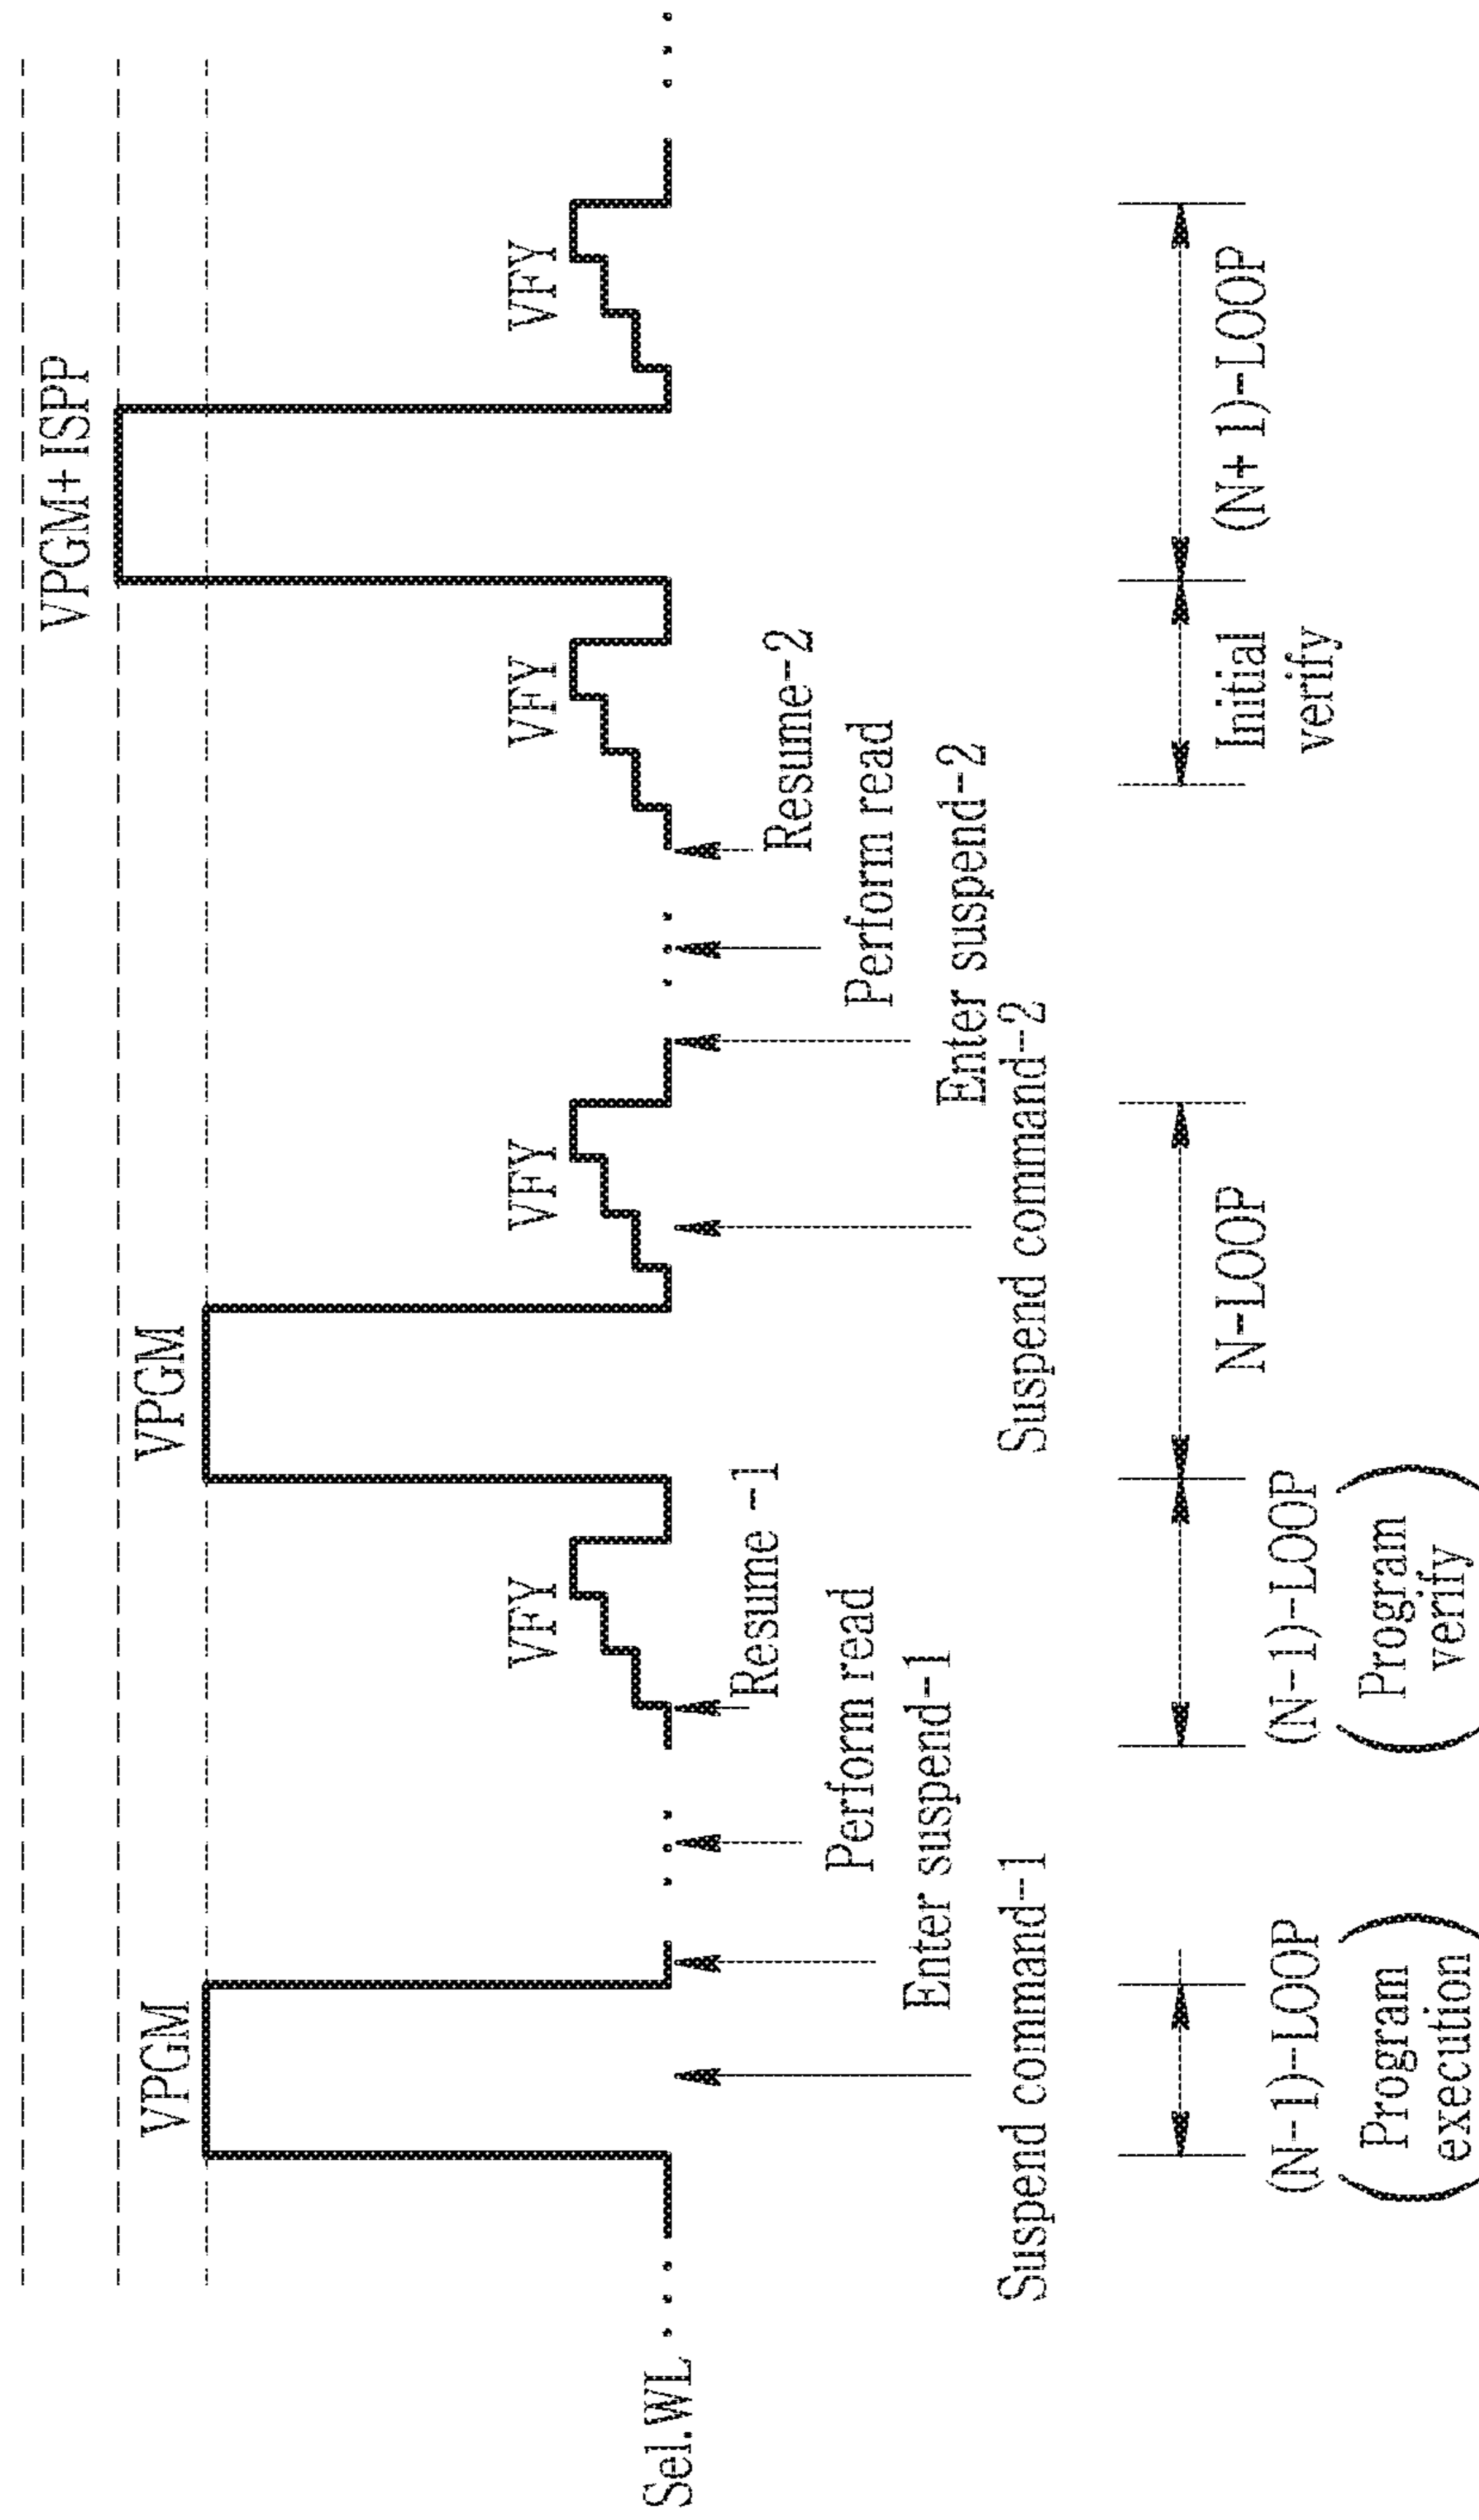 VPGM+ISPP
VPGM
VPGM
VFY
VFY
VFY
VFY
Sel.WL
Resume -1
Resume-2
Perform read
Perform read
Enter suspend-1
Enter suspend-2
Suspend command-1
Suspend command-2
(N-1)-LOOP
(Program
execution)
(N-1)-LOOP
(Program
verify)
N-LOOP
Initial
verify
(N+1)-LOOP